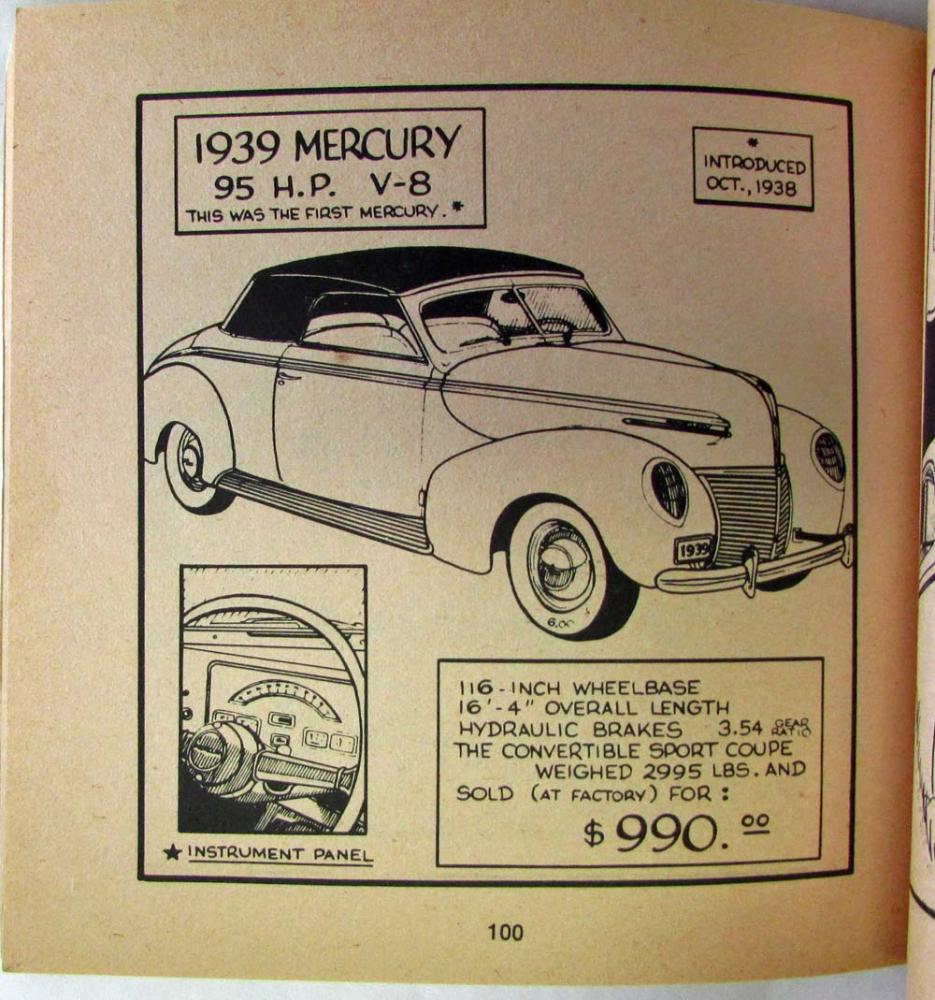 1939 MERCURY
95 H.P. V-8
THIS WAS THE FIRST MERCURY. *
*
INTRODUCED
OCT., 1938
1939
6.00
★ INSTRUMENT PANEL
116-INCH WHEELBASE
16'-4" OVERALL LENGTH
HYDRAULIC BRAKES 3.54 GEAR RATIO
THE CONVERTIBLE SPORT COUPE
WEIGHED 2995 LBS. AND
SOLD (AT FACTORY) FOR :
$990.00
100